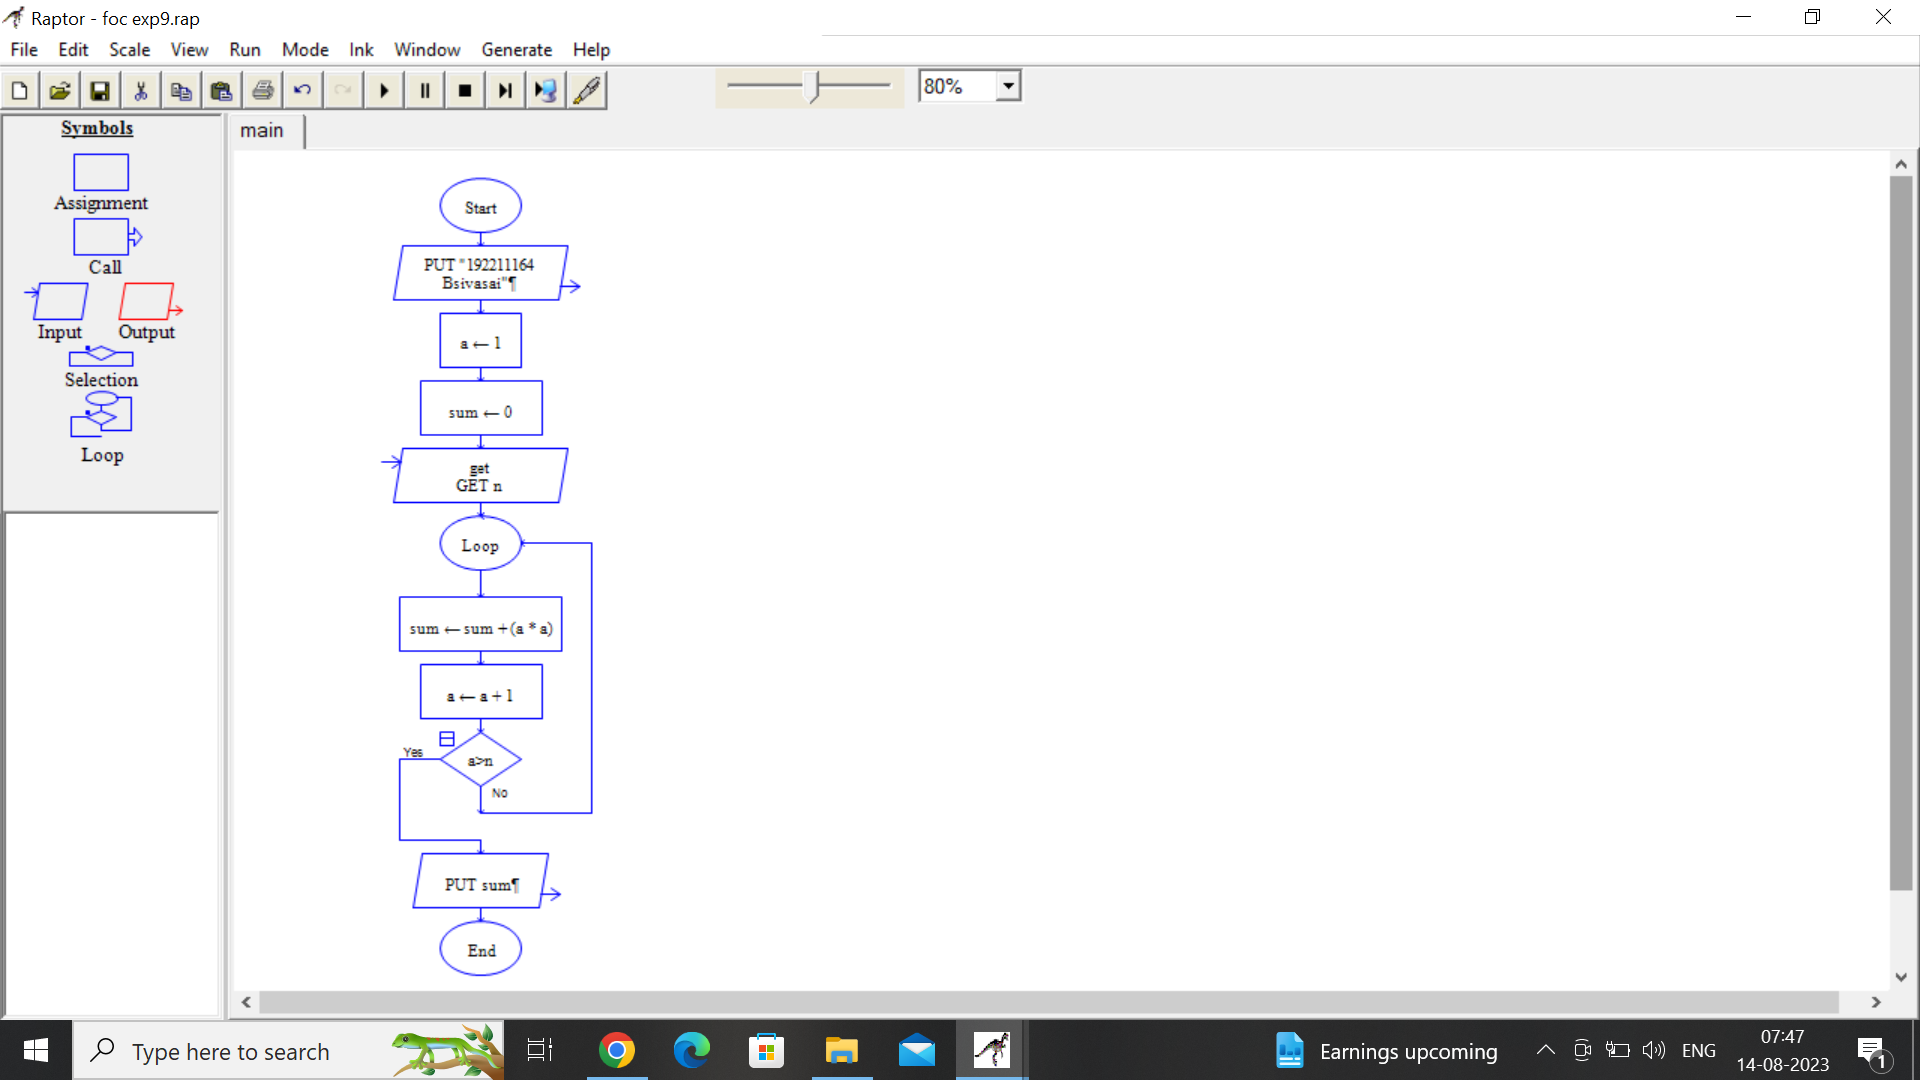 Raptor - foc exp9.rap
File Edit Scale View Run Mode Ink Window Generate Help
80%
Symbols
Assignment
Call
Input Output
Selection
Loop
main
Start
PUT "192211164
Bsivasai"¶
a ← 1
sum ← 0
get
GET n
Loop
sum ← sum +(a * a)
a ← a + 1
Yes
a>n
No
PUT sum¶
End
Type here to search
Earnings upcoming
ENG
07:47
14-08-2023
1